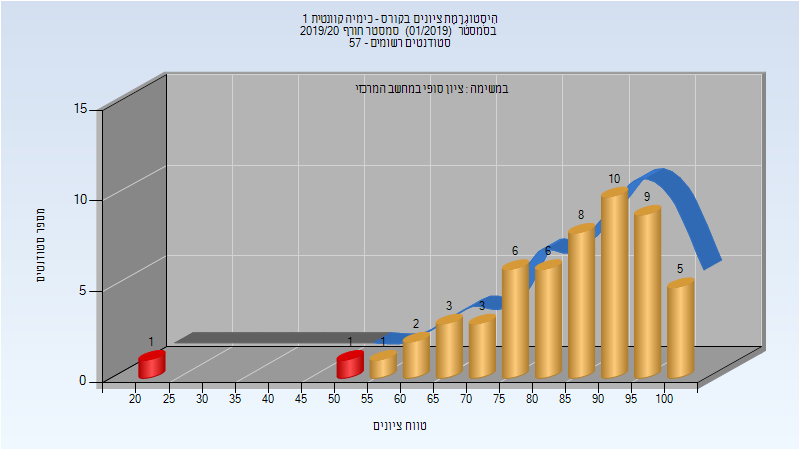 היסטוגרמת ציונים בקורס - כימיה קוונטית 1
בסמסטר (01/2019) סמסטר חורף 2019/20
סטודנטים רשומים - 57
במשימה : ציון סופי במחשב המרכזי
15
10
5
0
מספר סטודנטים
1
1
1
2
3
3
6
6
8
10
9
5
20 25 30 35 40 45 50 55 60 65 70 75 80 85 90 95 100
טווח ציונים